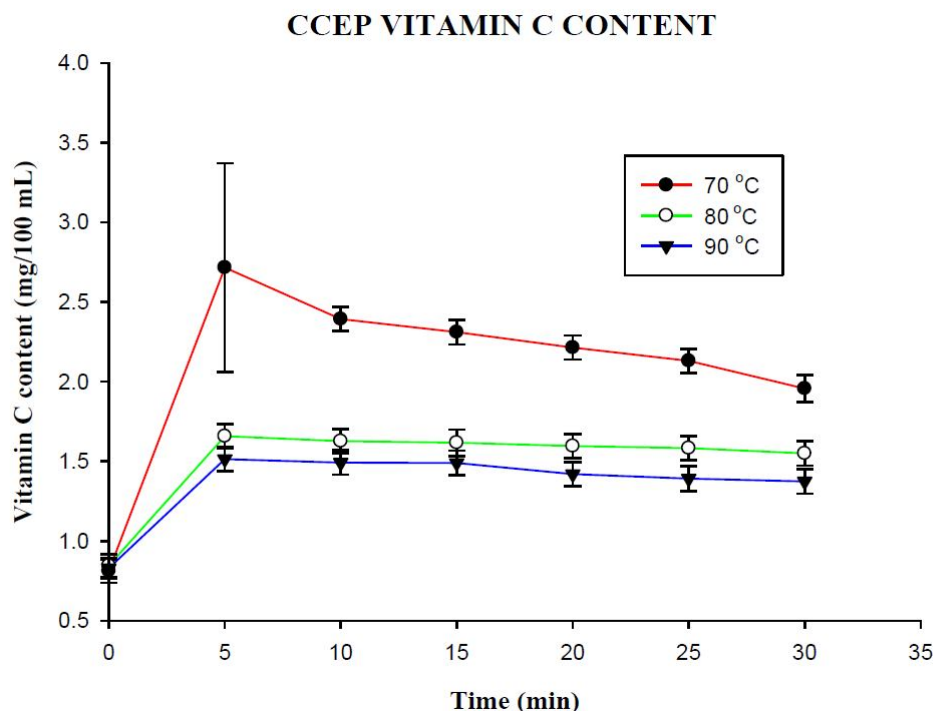 CCEP VITAMIN C CONTENT
4.0
3.5
3.0
2.5
2.0
1.5
1.0
0.5
Vitamin C content (mg/100 mL)
70 °C
80 °C
90 °C
0 5 10 15 20 25 30 35
Time (min)